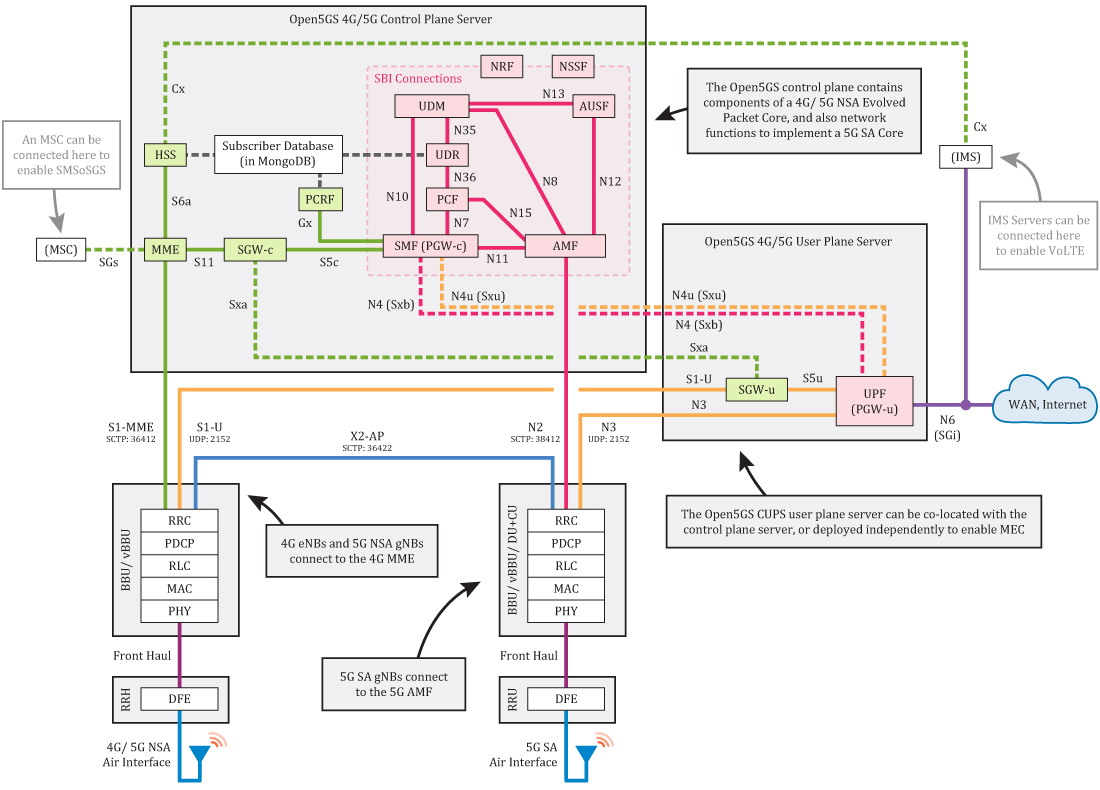 Open5GS 4G/5G Control Plane Server
NRF
NSSF
SBI Connections
Cx
N13
UDM
AUSF
The Open5GS control plane contains
components of a 4G/ 5G NSA Evolved
Packet Core, and also network
functions to implement a 5G SA Core
Cx
An MSC can be
connected here to
enable SMSoSGS
HSS
Subscriber Database
(in MongoDB)
N35
UDR
(IMS)
N36
N10
N8
N12
S6a
PCRF
PCF
N15
Gx
N7
IMS Servers can be
connected here
to enable VoLTE
(MSC)
SGs
MME
S11
SGW-c
S5c
SMF (PGW-c)
N11
AMF
Open5GS 4G/5G User Plane Server
Sxa
N4 (Sxb)
N4u (Sxu)
N4u (Sxu)
N4 (Sxb)
Sxa
S1-U
SGW-u
S5u
UPF
(PGW-u)
N3
N6
(SGi)
WAN, Internet
S1-MME
SCTP: 36412
S1-U
UDP: 2152
X2-AP
SCTP: 36422
N2
SCTP: 38412
N3
UDP: 2152
The Open5GS CUPS user plane server can be co-located with the
control plane server, or deployed independently to enable MEC
BBU/ vBBU
RRC
PDCP
RLC
MAC
PHY
4G eNBs and 5G NSA gNBs
connect to the 4G MME
BBU/ vBBU/ DU+CU
RRC
PDCP
RLC
MAC
PHY
5G SA gNBs connect
to the 5G AMF
Front Haul
Front Haul
RRH
DFE
RRU
DFE
4G/ 5G NSA
Air Interface
5G SA
Air Interface